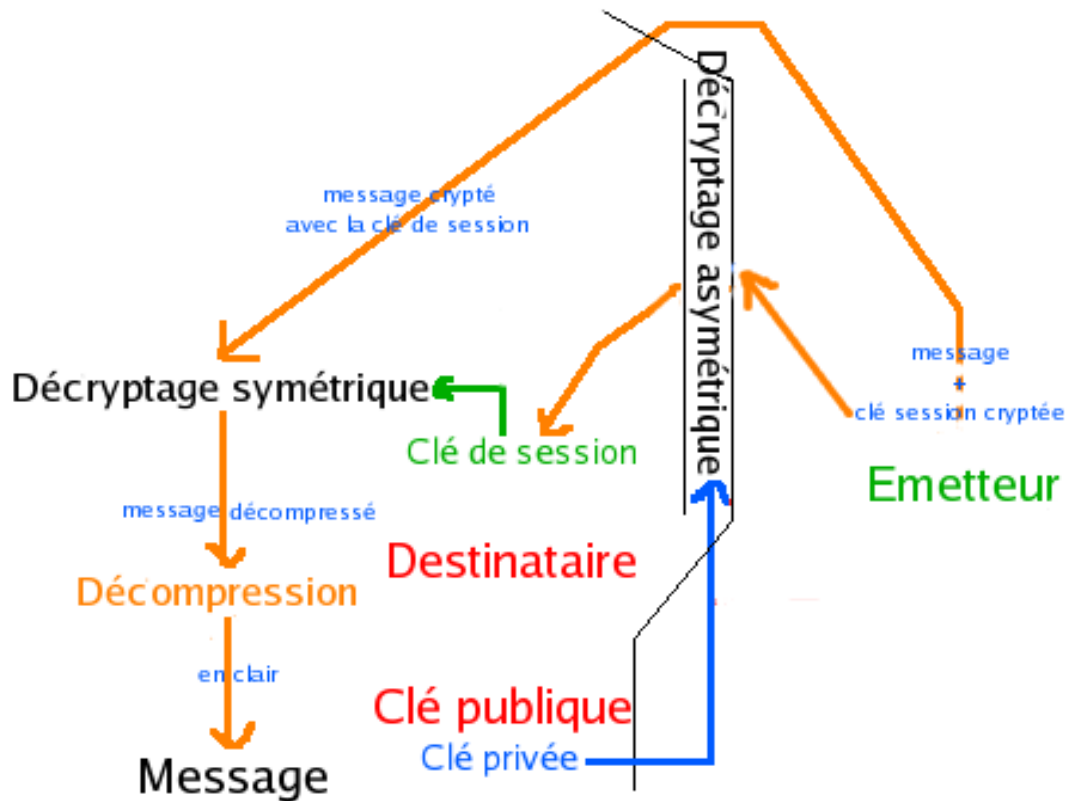 Décryptage asymétrique
message crypté
avec la clé de session
message
+
clé session cryptée
Décryptage symétrique
Clé de session
Emetteur
message décompressé
Destinataire
Décompression
en clair
Clé publique
Clé privée
Message